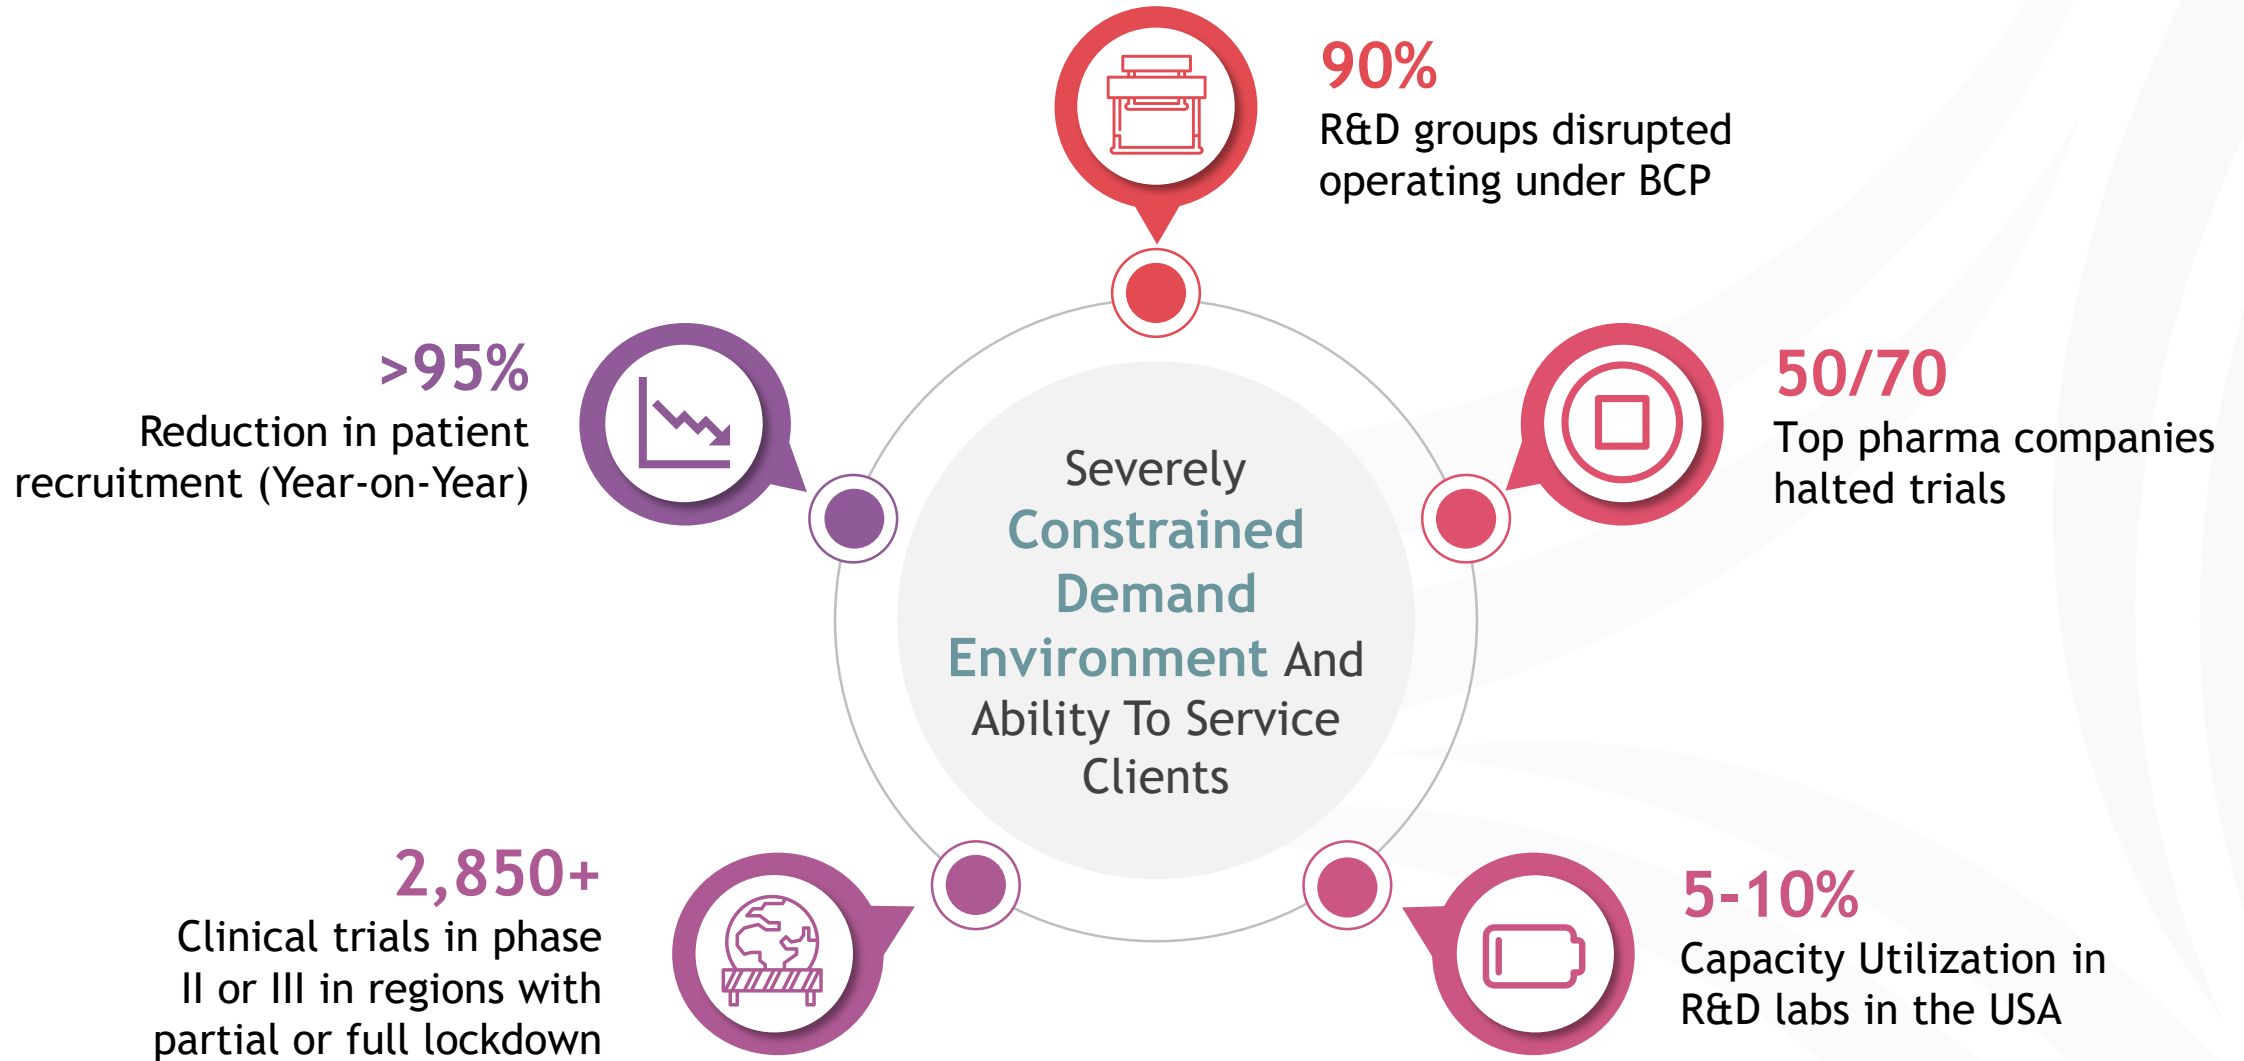 90%
R&D groups disrupted
operating under BCP
>95%
Reduction in patient
recruitment (Year-on-Year)
50/70
Top pharma companies
halted trials
Severely
Constrained
Demand
Environment And
Ability To Service
Clients
2,850+
Clinical trials in phase
II or III in regions with
partial or full lockdown
5-10%
Capacity Utilization in
R&D labs in the USA